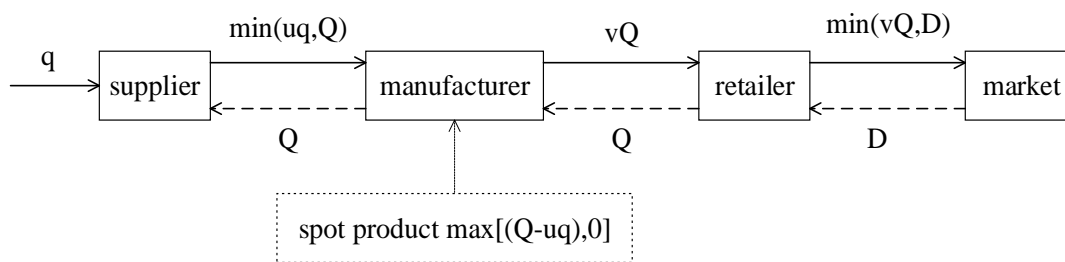 min(uq,Q)
vQ
min(vQ,D)
q
supplier
manufacturer
retailer
market
Q
Q
D
spot product max[(Q-uq),0]